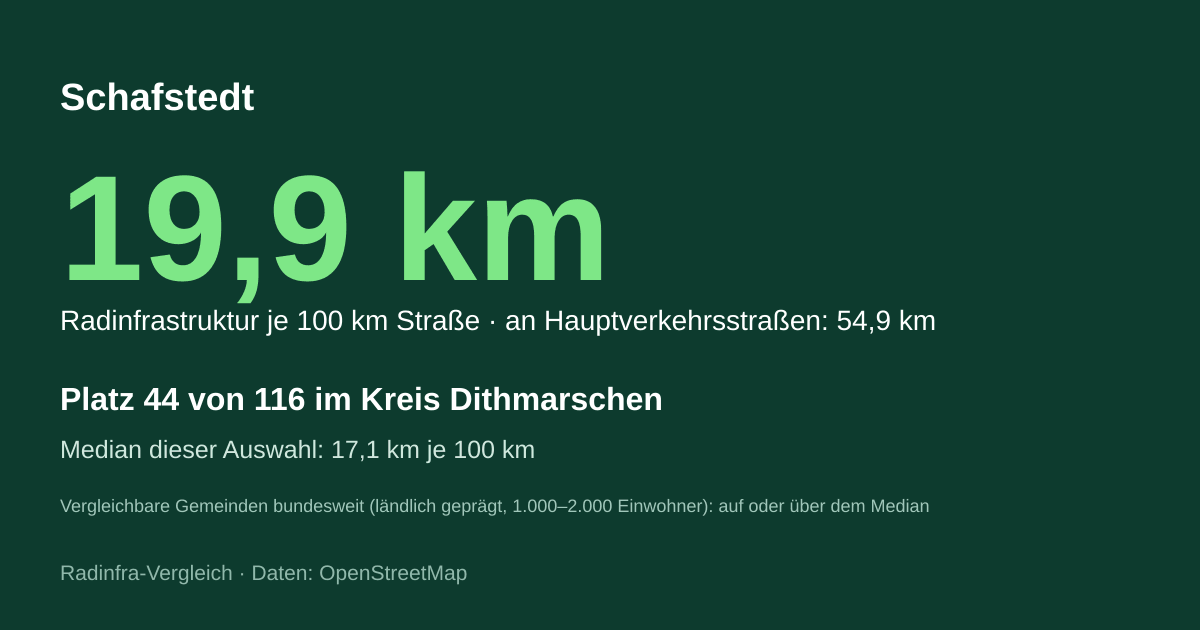 Schafstedt
19,9 km
Radinfrastruktur je 100 km Straße · an Hauptverkehrsstraßen: 54,9 km
Platz 44 von 116 im Kreis Dithmarschen
Median dieser Auswahl: 17,1 km je 100 km
Vergleichbare Gemeinden bundesweit (ländlich geprägt, 1.000–2.000 Einwohner): auf oder über dem Median
Radinfra-Vergleich · Daten: OpenStreetMap